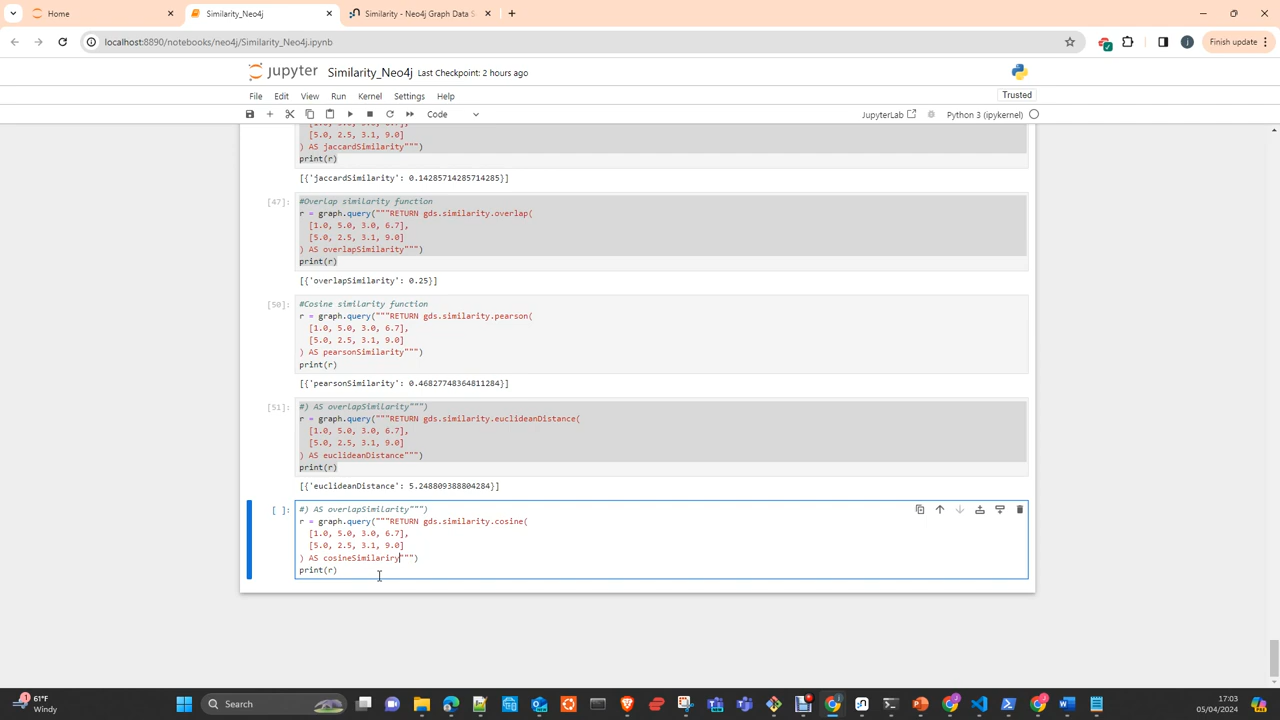 Home
Similarity_Neo4j
Similarity - Neo4j Graph Data S
localhost:8890/notebooks/neo4j/Similarity_Neo4j.ipynb
Finish update
jupyter Similarity_Neo4j Last Checkpoint: 2 hours ago
File Edit View Run Kernel Settings Help
Trusted
Code
JupyterLab
Python 3 (ipykernel)
[5.0, 2.5, 3.1, 9.0]
) AS jaccardSimilarity""")
print(r)
[{'jaccardSimilarity': 0.14285714285714285}]
[47]:
#Overlap similarity function
r = graph.query("""RETURN gds.similarity.overlap(
[1.0, 5.0, 3.0, 6.7],
[5.0, 2.5, 3.1, 9.0]
) AS overlapSimilarity""")
print(r)
[{'overlapSimilarity': 0.25}]
[50]:
#Cosine similarity function
r = graph.query("""RETURN gds.similarity.pearson(
[1.0, 5.0, 3.0, 6.7],
[5.0, 2.5, 3.1, 9.0]
) AS pearsonSimilarity""")
print(r)
[{'pearsonSimilarity': 0.46827748364811284}]
[51]:
#) AS overlapSimilarity""")
r = graph.query("""RETURN gds.similarity.euclideanDistance(
[1.0, 5.0, 3.0, 6.7],
[5.0, 2.5, 3.1, 9.0]
) AS euclideanDistance""")
print(r)
[{'euclideanDistance': 5.248809388804284}]
[ ]:
#) AS overlapSimilarity""")
r = graph.query("""RETURN gds.similarity.cosine(
[1.0, 5.0, 3.0, 6.7],
[5.0, 2.5, 3.1, 9.0]
) AS cosineSimilariry""")
print(r)
61°F
Windy
Search
17:03
05/04/2024